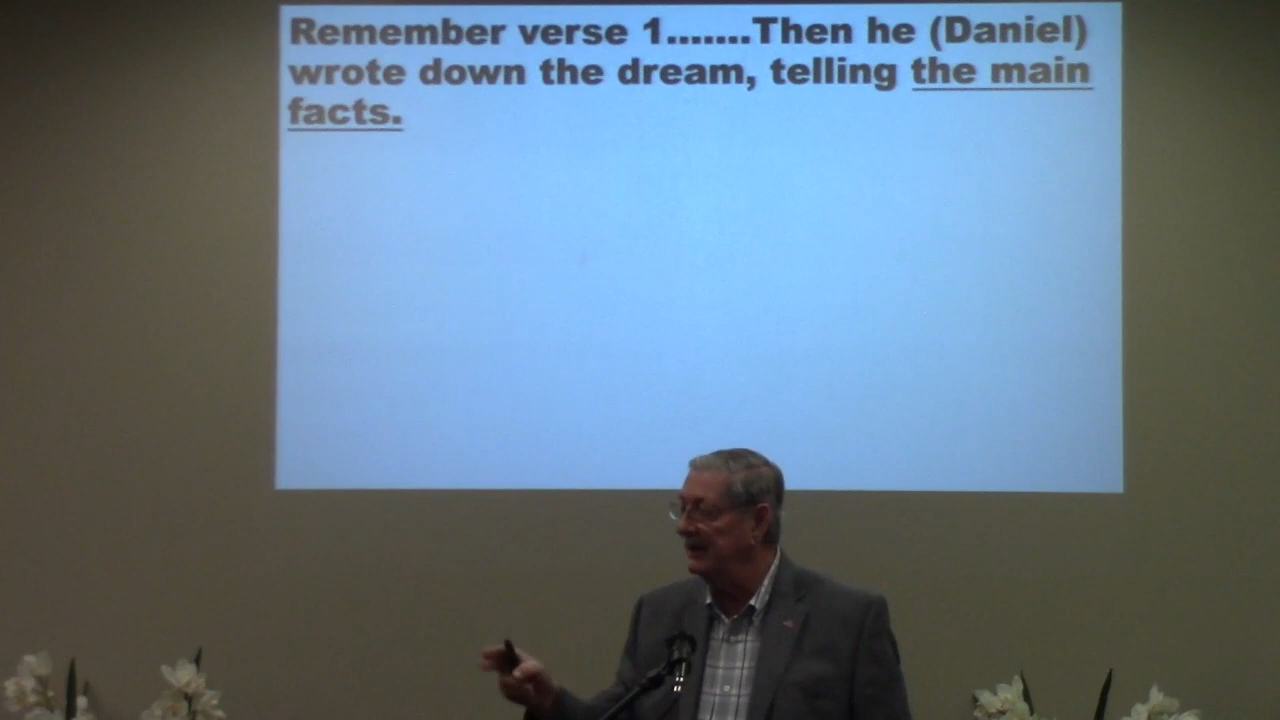 Remember verse 1.......Then he (Daniel)
wrote down the dream, telling the main
facts.